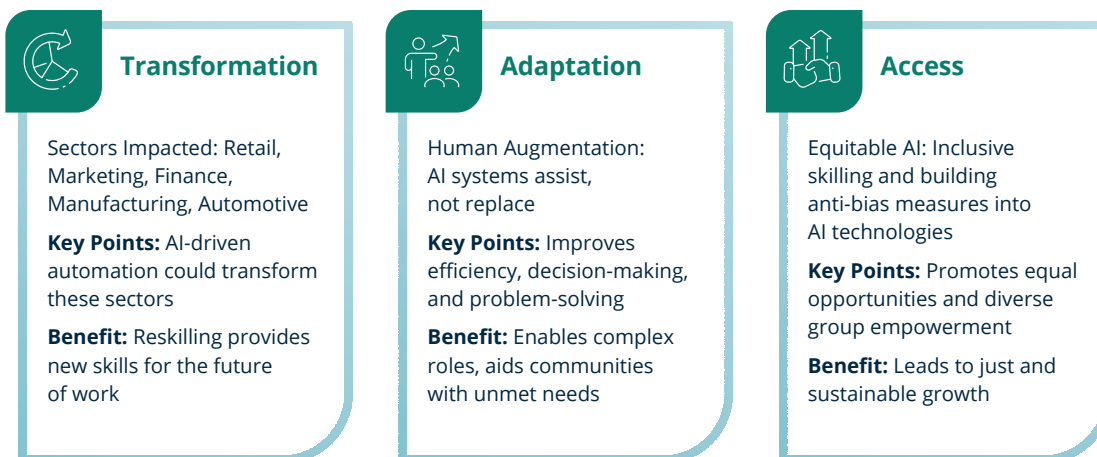 Transformation
Sectors Impacted: Retail,
Marketing, Finance,
Manufacturing, Automotive
Key Points: AI-driven
automation could transform
these sectors
Benefit: Reskilling provides
new skills for the future
of work
Adaptation
Human Augmentation:
AI systems assist,
not replace
Key Points: Improves
efficiency, decision-making,
and problem-solving
Benefit: Enables complex
roles, aids communities
with unmet needs
Access
Equitable AI: Inclusive
skilling and building
anti-bias measures into
AI technologies
Key Points: Promotes equal
opportunities and diverse
group empowerment
Benefit: Leads to just and
sustainable growth